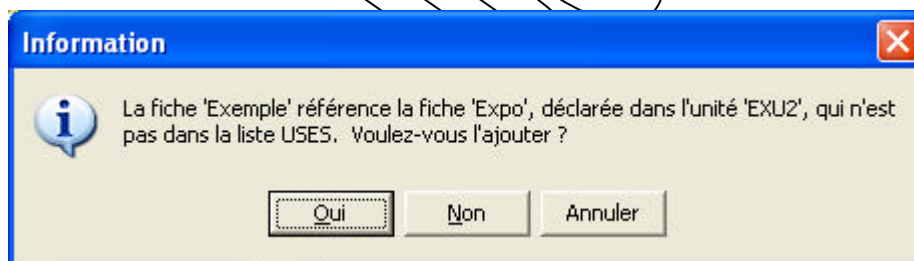 Information
La fiche 'Exemple' référence la fiche 'Expo', déclarée dans l'unité 'EXU2', qui n'est
pas dans la liste USES. Voulez-vous l'ajouter ?
Oui Non Annuler